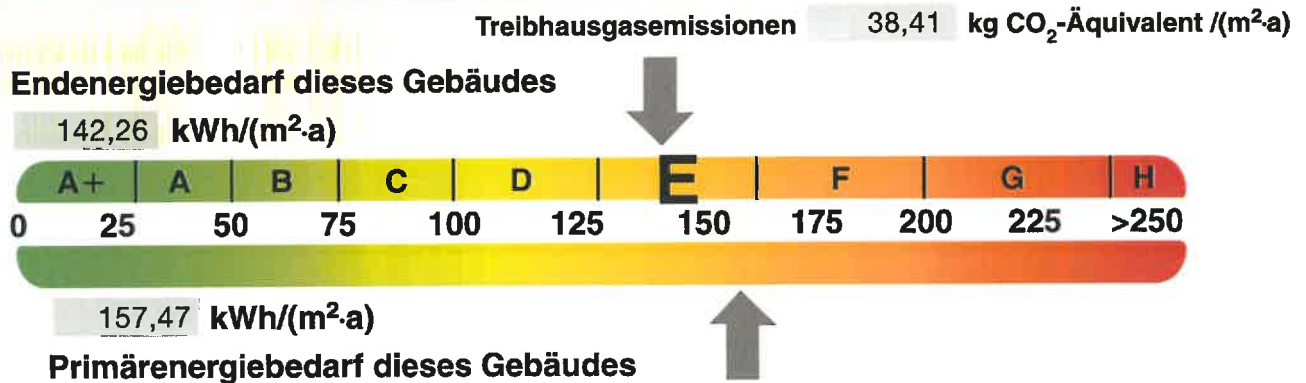 Treibhausgasemissionen 38,41 kg CO₂-Äquivalent /(m²·a)
Endenergiebedarf dieses Gebäudes
142,26 kWh/(m²·a)
A+ A B C D E F G H
0 25 50 75 100 125 150 175 200 225 >250
157,47 kWh/(m²·a)
Primärenergiebedarf dieses Gebäudes